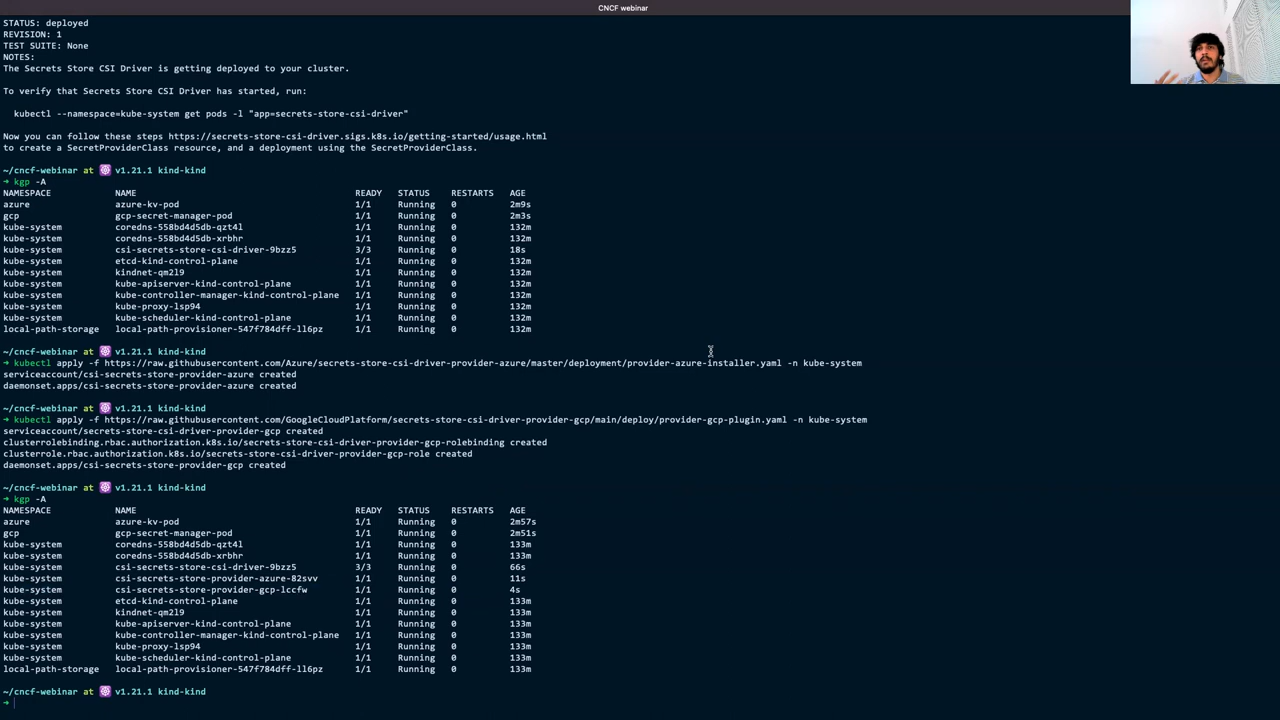 CNCF webinar
STATUS: deployed
REVISION: 1
TEST SUITE: None
NOTES:
The Secrets Store CSI Driver is getting deployed to your cluster.
To verify that Secrets Store CSI Driver has started, run:
kubectl --namespace=kube-system get pods -l "app=secrets-store-csi-driver"
Now you can follow these steps https://secrets-store-csi-driver.sigs.k8s.io/getting-started/usage.html
to create a SecretProviderClass resource, and a deployment using the SecretProviderClass.
~/cncf-webinar at v1.21.1 kind-kind
➜ kgp -A
NAMESPACE NAME READY STATUS RESTARTS AGE
azure azure-kv-pod 1/1 Running 0 2m9s
gcp gcp-secret-manager-pod 1/1 Running 0 2m3s
kube-system coredns-558bd4d5db-qzt4l 1/1 Running 0 132m
kube-system coredns-558bd4d5db-xrbhr 1/1 Running 0 132m
kube-system csi-secrets-store-csi-driver-9bzz5 3/3 Running 0 18s
kube-system etcd-kind-control-plane 1/1 Running 0 132m
kube-system kindnet-qm2l9 1/1 Running 0 132m
kube-system kube-apiserver-kind-control-plane 1/1 Running 0 132m
kube-system kube-controller-manager-kind-control-plane 1/1 Running 0 132m
kube-system kube-proxy-lsp94 1/1 Running 0 132m
kube-system kube-scheduler-kind-control-plane 1/1 Running 0 132m
local-path-storage local-path-provisioner-547f784dff-ll6pz 1/1 Running 0 132m
~/cncf-webinar at v1.21.1 kind-kind
➜ kubectl apply -f https://raw.githubusercontent.com/Azure/secrets-store-csi-driver-provider-azure/master/deployment/provider-azure-installer.yaml -n kube-system
serviceaccount/csi-secrets-store-provider-azure created
daemonset.apps/csi-secrets-store-provider-azure created
~/cncf-webinar at v1.21.1 kind-kind
➜ kubectl apply -f https://raw.githubusercontent.com/GoogleCloudPlatform/secrets-store-csi-driver-provider-gcp/main/deploy/provider-gcp-plugin.yaml -n kube-system
serviceaccount/secrets-store-csi-driver-provider-gcp created
clusterrolebinding.rbac.authorization.k8s.io/secrets-store-csi-driver-provider-gcp-rolebinding created
clusterrole.rbac.authorization.k8s.io/secrets-store-csi-driver-provider-gcp-role created
daemonset.apps/csi-secrets-store-provider-gcp created
~/cncf-webinar at v1.21.1 kind-kind
➜ kgp -A
NAMESPACE NAME READY STATUS RESTARTS AGE
azure azure-kv-pod 1/1 Running 0 2m57s
gcp gcp-secret-manager-pod 1/1 Running 0 2m51s
kube-system coredns-558bd4d5db-qzt4l 1/1 Running 0 133m
kube-system coredns-558bd4d5db-xrbhr 1/1 Running 0 133m
kube-system csi-secrets-store-csi-driver-9bzz5 3/3 Running 0 66s
kube-system csi-secrets-store-provider-azure-82svv 1/1 Running 0 11s
kube-system csi-secrets-store-provider-gcp-lccfw 1/1 Running 0 4s
kube-system etcd-kind-control-plane 1/1 Running 0 133m
kube-system kindnet-qm2l9 1/1 Running 0 133m
kube-system kube-apiserver-kind-control-plane 1/1 Running 0 133m
kube-system kube-controller-manager-kind-control-plane 1/1 Running 0 133m
kube-system kube-proxy-lsp94 1/1 Running 0 133m
kube-system kube-scheduler-kind-control-plane 1/1 Running 0 133m
local-path-storage local-path-provisioner-547f784dff-ll6pz 1/1 Running 0 133m
~/cncf-webinar at v1.21.1 kind-kind
➜